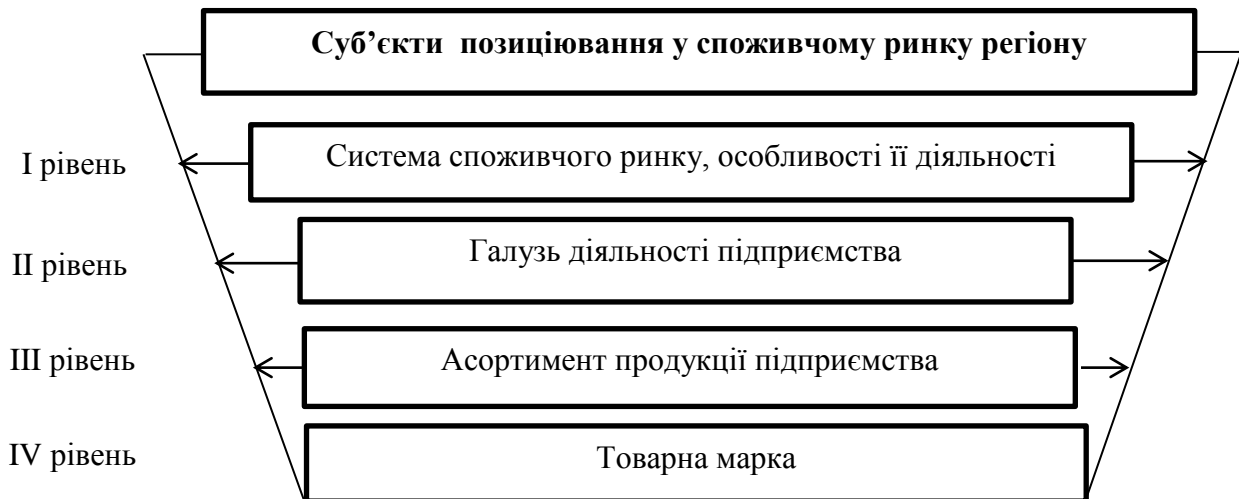 Суб’єкти позиціювання у споживчому ринку регіону
І рівень
Система споживчого ринку, особливості її діяльності
ІІ рівень
Галузь діяльності підприємства
ІІІ рівень
Асортимент продукції підприємства
IV рівень
Товарна марка